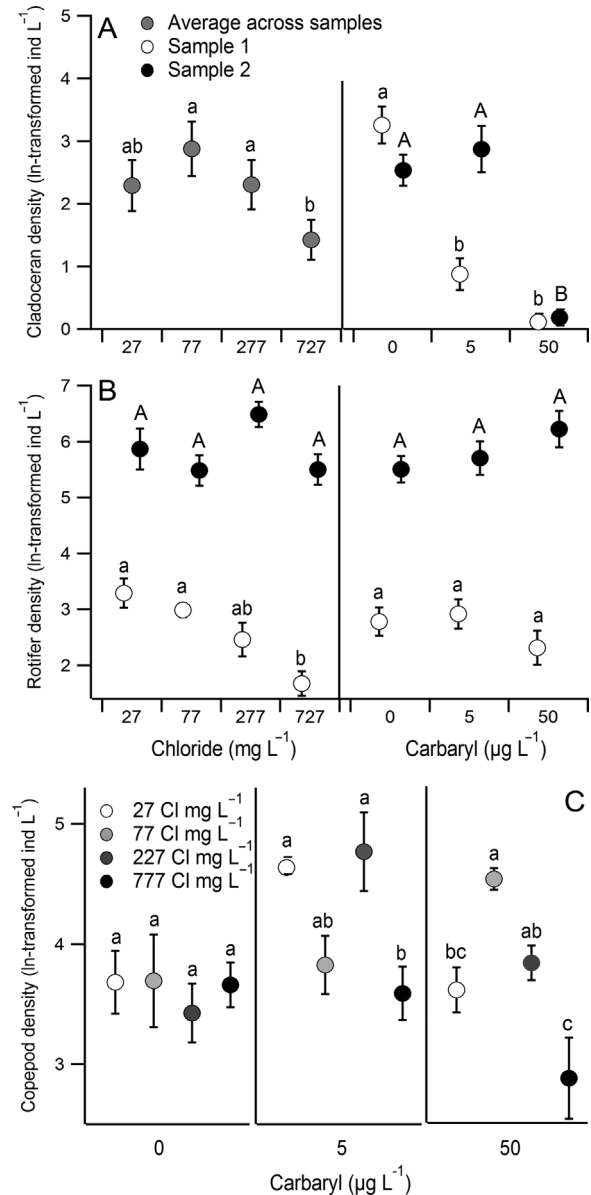 A
Average across samples
Sample 1
Sample 2
Cladoceran density (ln-transformed ind L⁻¹)
5
4
3
2
1
0
ab
a
a
b
a
A
b
A
b
B
27
77
277
727
0
5
50
B
Rotifer density (ln-transformed ind L⁻¹)
7
6
5
4
3
2
A
A
A
A
a
a
ab
b
A
A
A
a
a
a
27
77
277
727
0
5
50
Chloride (mg L⁻¹)
Carbaryl (µg L⁻¹)
C
27 Cl mg L⁻¹
77 Cl mg L⁻¹
227 Cl mg L⁻¹
777 Cl mg L⁻¹
Copepod density (ln-transformed ind L⁻¹)
5
4
3
a
a
a
a
a
ab
a
b
bc
a
ab
c
0
5
50
Carbaryl (µg L⁻¹)